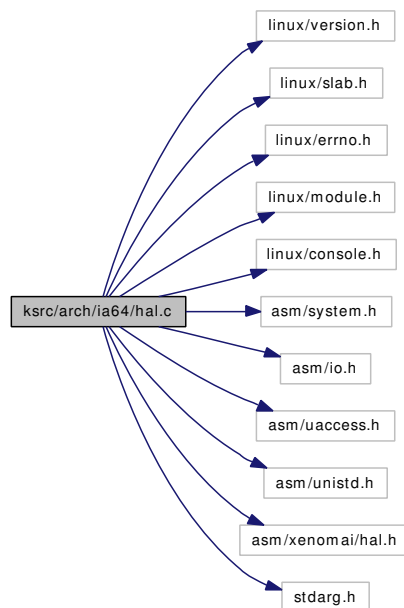 linux/version.h
linux/slab.h
linux/errno.h
linux/module.h
linux/console.h
ksrc/arch/ia64/hal.c
asm/system.h
asm/io.h
asm/uaccess.h
asm/unistd.h
asm/xenomai/hal.h
stdarg.h